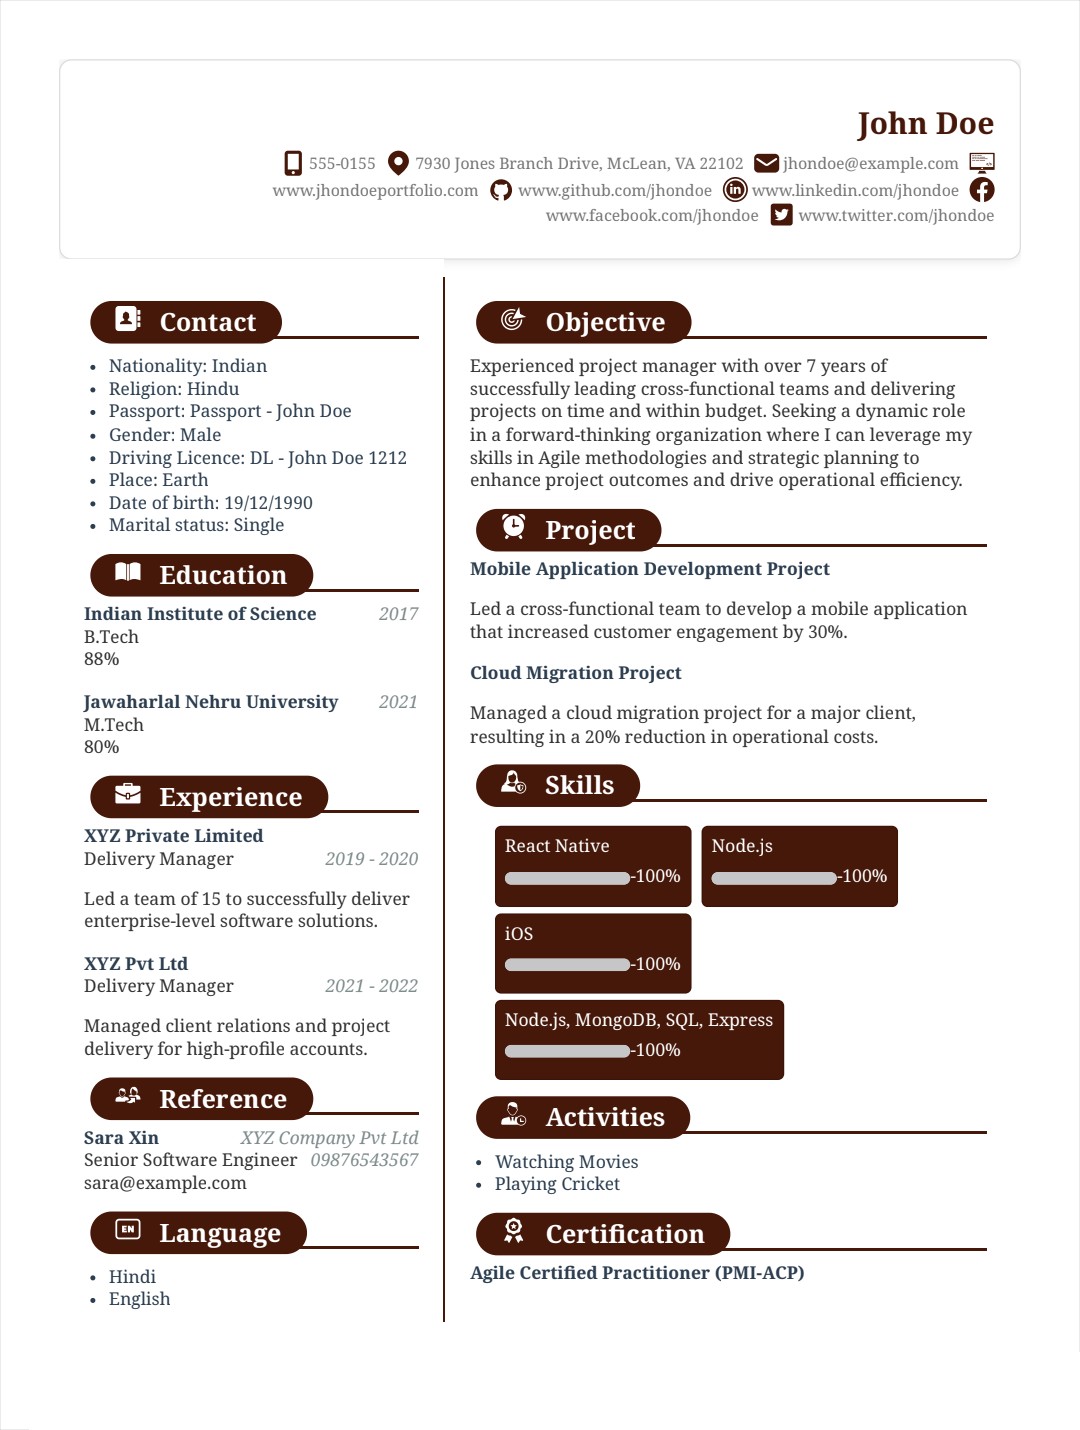 John Doe
555-0155 7930 Jones Branch Drive, McLean, VA 22102 jhondoe@example.com
www.jhondoeportfolio.com www.github.com/jhondoe www.linkedin.com/jhondoe
www.facebook.com/jhondoe www.twitter.com/jhondoe
Contact
• Nationality: Indian
• Religion: Hindu
• Passport: Passport - John Doe
• Gender: Male
• Driving Licence: DL - John Doe 1212
• Place: Earth
• Date of birth: 19/12/1990
• Marital status: Single
Education
Indian Institute of Science 2017
B.Tech
88%
Jawaharlal Nehru University 2021
M.Tech
80%
Experience
XYZ Private Limited
Delivery Manager 2019 - 2020
Led a team of 15 to successfully deliver
enterprise-level software solutions.
XYZ Pvt Ltd
Delivery Manager 2021 - 2022
Managed client relations and project
delivery for high-profile accounts.
Reference
Sara Xin XYZ Company Pvt Ltd
Senior Software Engineer 09876543567
sara@example.com
EN Language
• Hindi
• English
Objective
Experienced project manager with over 7 years of
successfully leading cross-functional teams and delivering
projects on time and within budget. Seeking a dynamic role
in a forward-thinking organization where I can leverage my
skills in Agile methodologies and strategic planning to
enhance project outcomes and drive operational efficiency.
Project
Mobile Application Development Project
Led a cross-functional team to develop a mobile application
that increased customer engagement by 30%.
Cloud Migration Project
Managed a cloud migration project for a major client,
resulting in a 20% reduction in operational costs.
Skills
React Native Node.js
-100% -100%
iOS
-100%
Node.js, MongoDB, SQL, Express
-100%
Activities
• Watching Movies
• Playing Cricket
Certification
Agile Certified Practitioner (PMI-ACP)